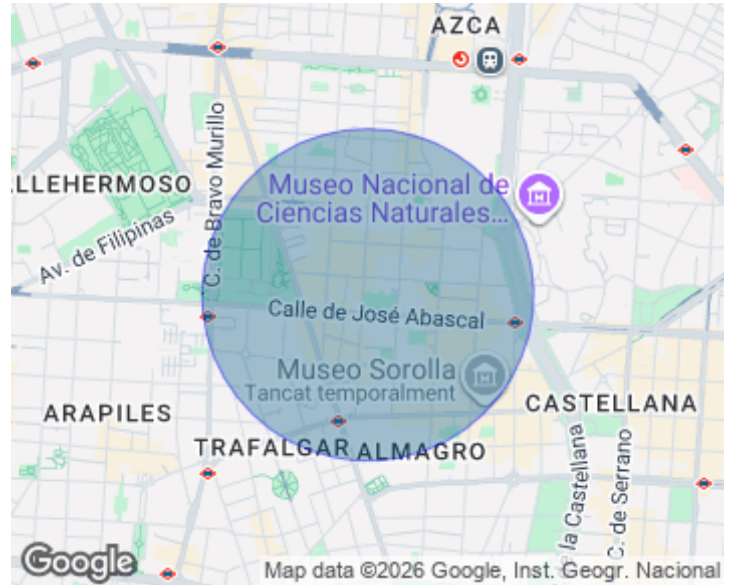 AZCA
C. de Bravo Murillo
LLEHERMOSO
Museo Nacional de
Ciencias Naturales...
Av. de Filipinas
Calle de José Abascal
Museo Sorolla
Tancat temporalment
ARAPILES
CASTELLANA
TRAFALGAR
ALMAGRO
e la Castellana
C. de Serrano
Google
Map data ©2026 Google, Inst. Geogr. Nacional